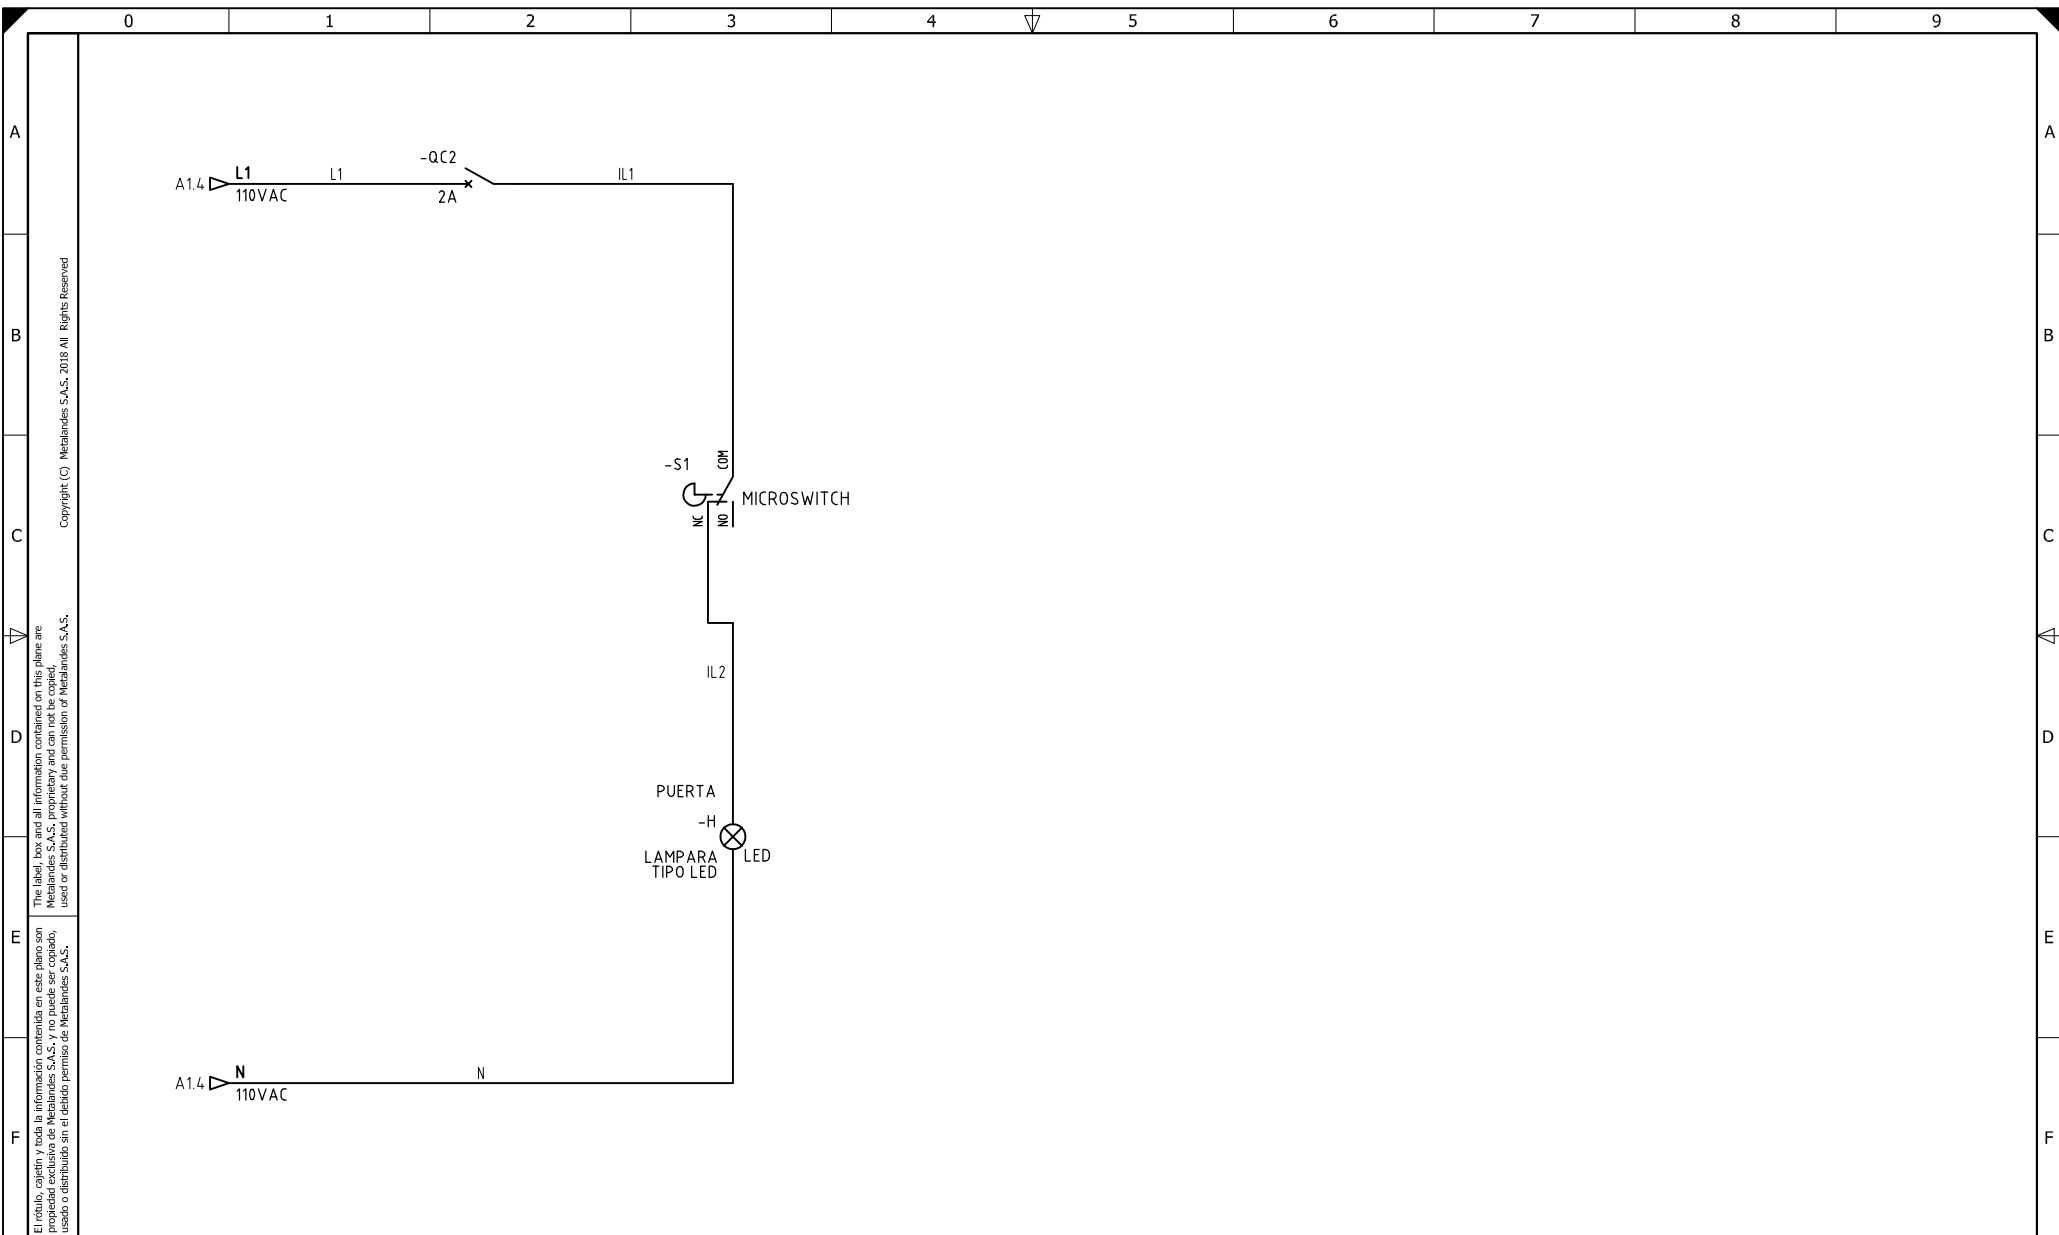 0 1 2 3 4 5 6 7 8 9
A A
-QC2
A1.4 L1 L1 IL1
110VAC 2A
B B
Copyright (C) Metalandes S.A.S. 2018 All Rights Reserved
-S1 COM
MICROSWITCH
NC NO
C C
The label, box and all information contained on this plane are
Metalandes S.A.S. proprietary and can not be copied,
used or distributed without due permission of Metalandes S.A.S.
IL2
D D
PUERTA
-H
LAMPARA LED
TIPO LED
E E
El rótulo, cajetín y toda la información contenida en este plano son
propiedad exclusiva de Metalandes S.A.S. y no puede ser copiado,
usado o distribuido sin el debido permiso de Metalandes S.A.S.
A1.4 N N
110VAC
F F